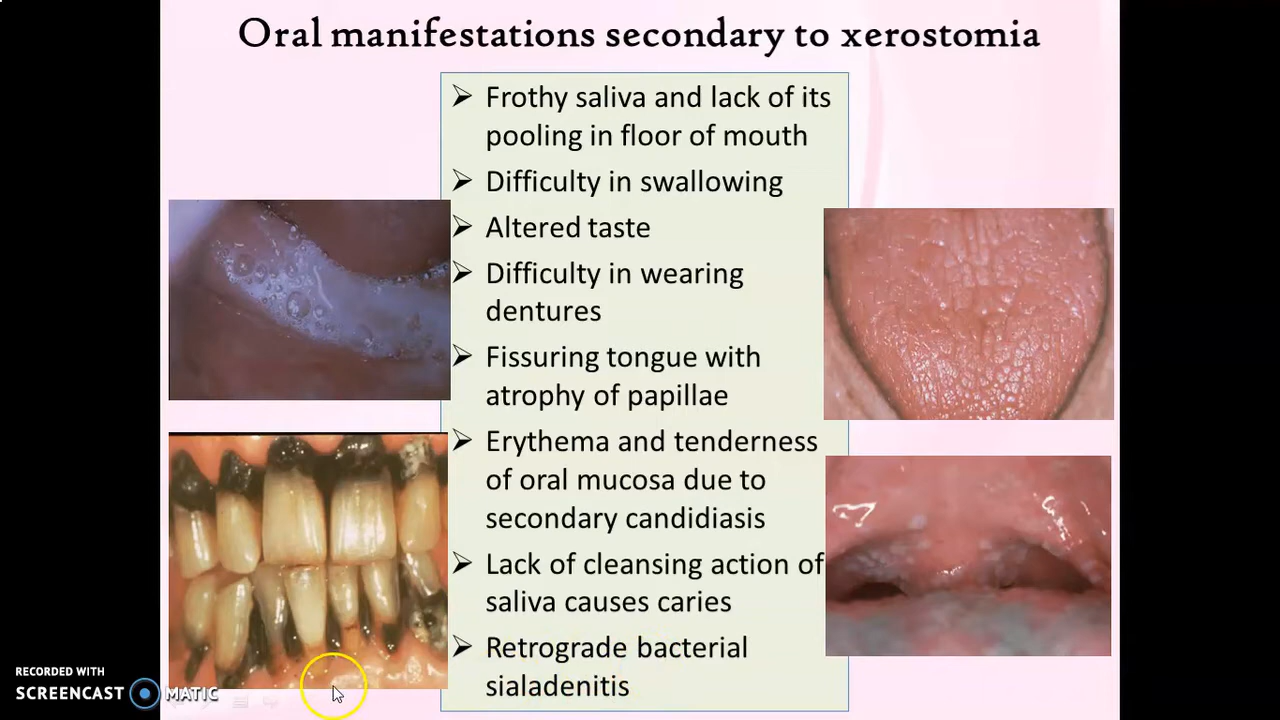 Oral manifestations secondary to xerostomia
➢ Frothy saliva and lack of its
pooling in floor of mouth
➢ Difficulty in swallowing
➢ Altered taste
➢ Difficulty in wearing
dentures
➢ Fissuring tongue with
atrophy of papillae
➢ Erythema and tenderness
of oral mucosa due to
secondary candidiasis
➢ Lack of cleansing action of
saliva causes caries
➢ Retrograde bacterial
sialadenitis
RECORDED WITH
SCREENCAST MATIC